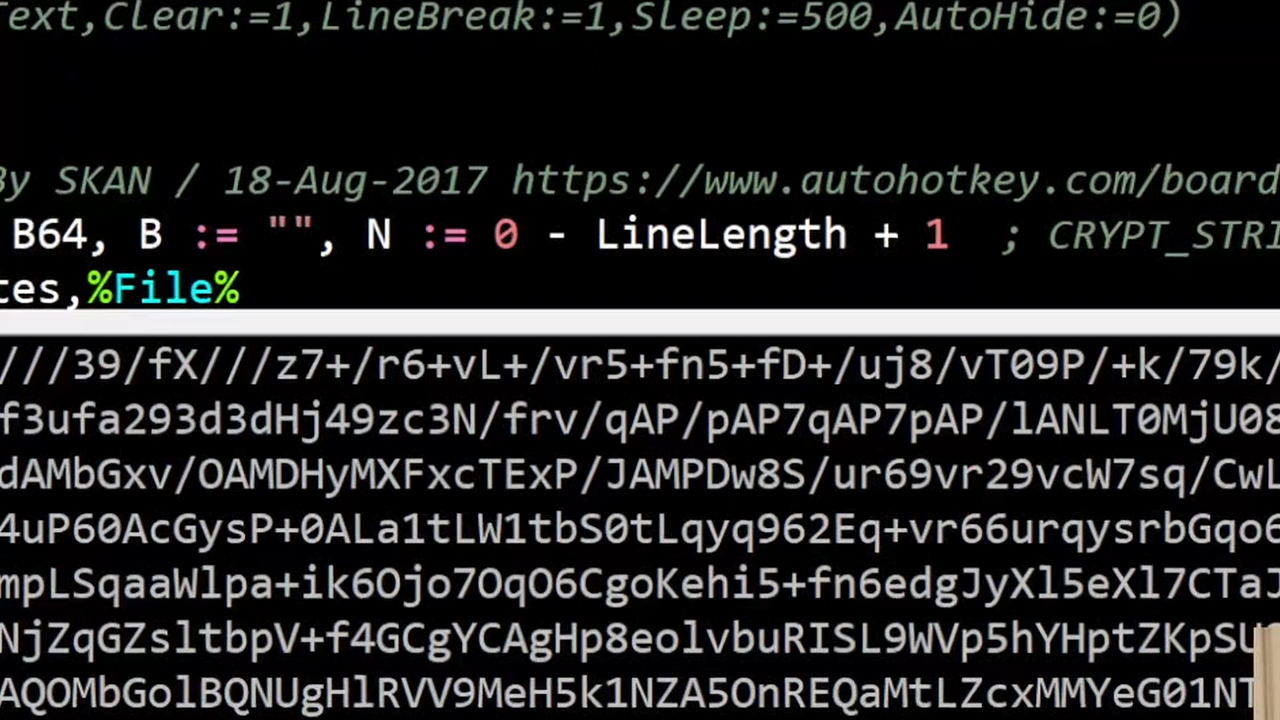 Text,Clear:=1,LineBreak:=1,Sleep:=500,AutoHide:=0)
By SKAN / 18-Aug-2017 https://www.autohotkey.com/board
B64, B := "", N := 0 - LineLength + 1 ; CRYPT_STRI
tes,%File%
///39/fX///z7+/r6+vL+/vr5+fn5+fD+/uj8/vT09P/+k/79k/
f3ufa293d3dHj49zc3N/frv/qAP/pAP7qAP7pAP/lANLT0MjU08
dAMbGxv/OAMDHyMXFxcTExP/JAMPDw8S/ur69vr29vcW7sq/CwL
4uP60AcGysP+0ALa1tLW1tbS0tLqyq962Eq+vr66urqysrbGqo6
mpLSqaaWlpa+ik6Ojo7OqO6CgoKehi5+fn6edgJyXl5eXl7CTaJ
NjZqGZsltbpV+f4GCgYCAgHp8eolvbuRISL9WVp5hYHptZKpSU
AQOMbGolBQNUgHlRVV9MeH5k1NZA5OnREQaMtLZcxMMYeG01NT